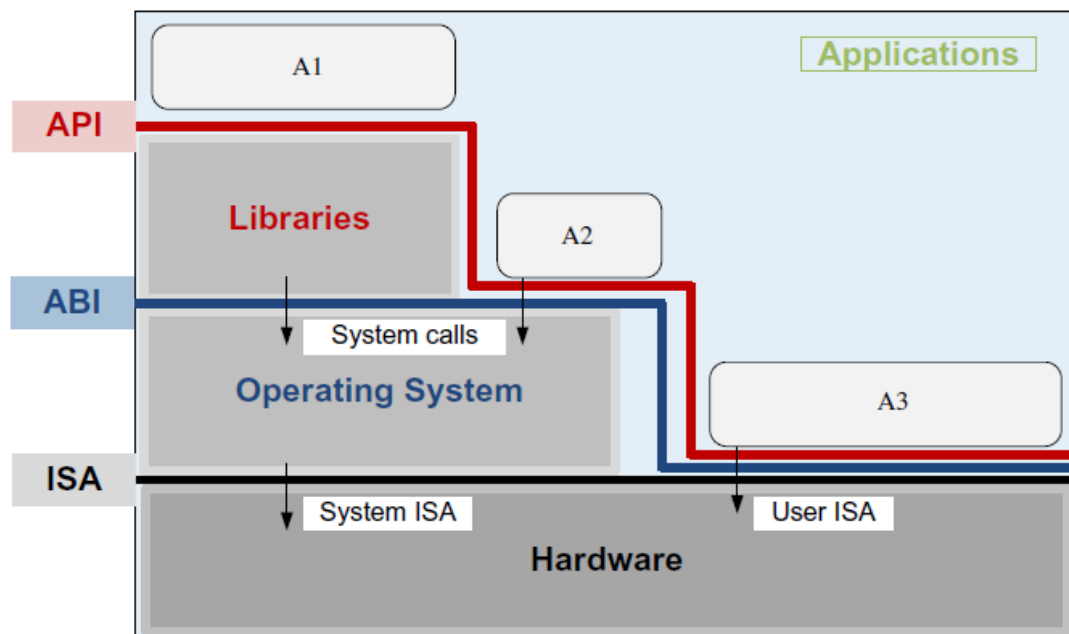 A1
Applications
API
Libraries
A2
ABI
System calls
Operating System
A3
ISA
System ISA
User ISA
Hardware